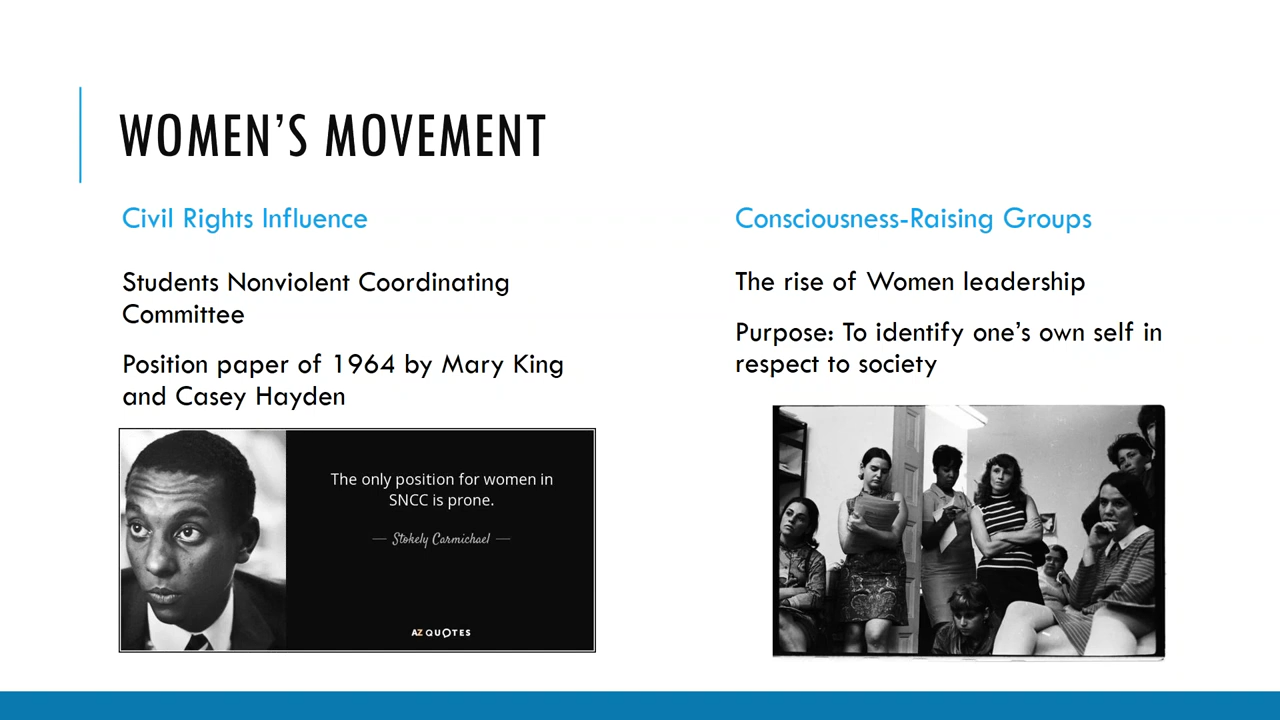 WOMEN'S MOVEMENT
Civil Rights Influence
Students Nonviolent Coordinating
Committee
Position paper of 1964 by Mary King
and Casey Hayden
The only position for women in
SNCC is prone.
Stokely Carmichael
AZ QUOTES
Consciousness-Raising Groups
The rise of Women leadership
Purpose: To identify one's own self in
respect to society